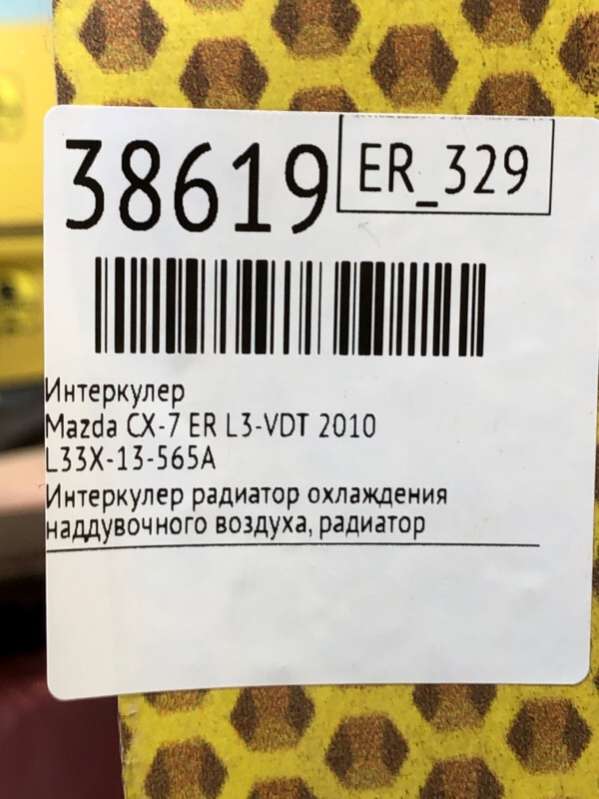 38619
ER_329
Интеркулер
Mazda CX-7 ER L3-VDT 2010
L33X-13-565A
Интеркулер радиатор охлаждения
наддувочного воздуха, радиатор